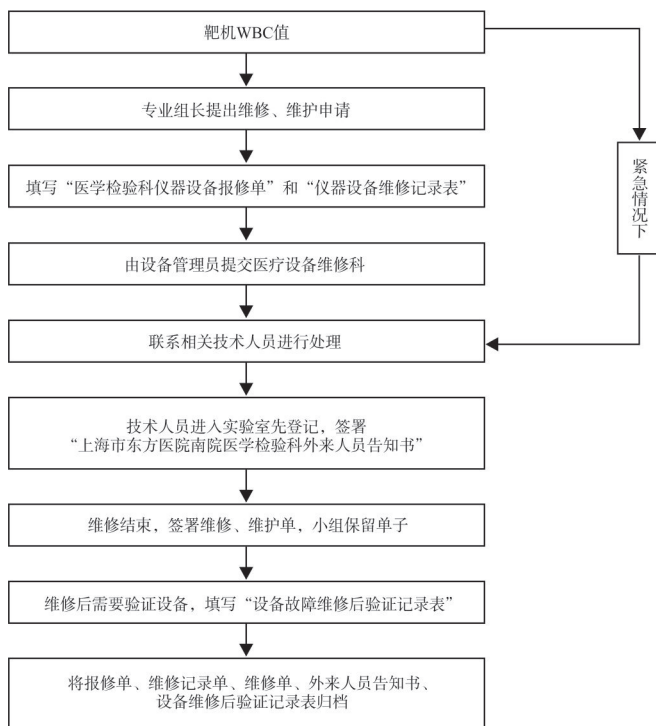 靶机WBC值
专业组长提出维修、维护申请
填写“医学检验科仪器设备报修单”和“仪器设备维修记录表”
由设备管理员提交医疗设备维修科
联系相关技术人员进行处理
技术人员进入实验室先登记，签署
“上海市东方医院南院医学检验科外来人员告知书”
维修结束，签署维修、维护单，小组保留单子
维修后需要验证设备，填写“设备故障维修后验证记录表”
将报修单、维修记录单、维修单、外来人员告知书、
设备维修后验证记录表归档
紧急情况下